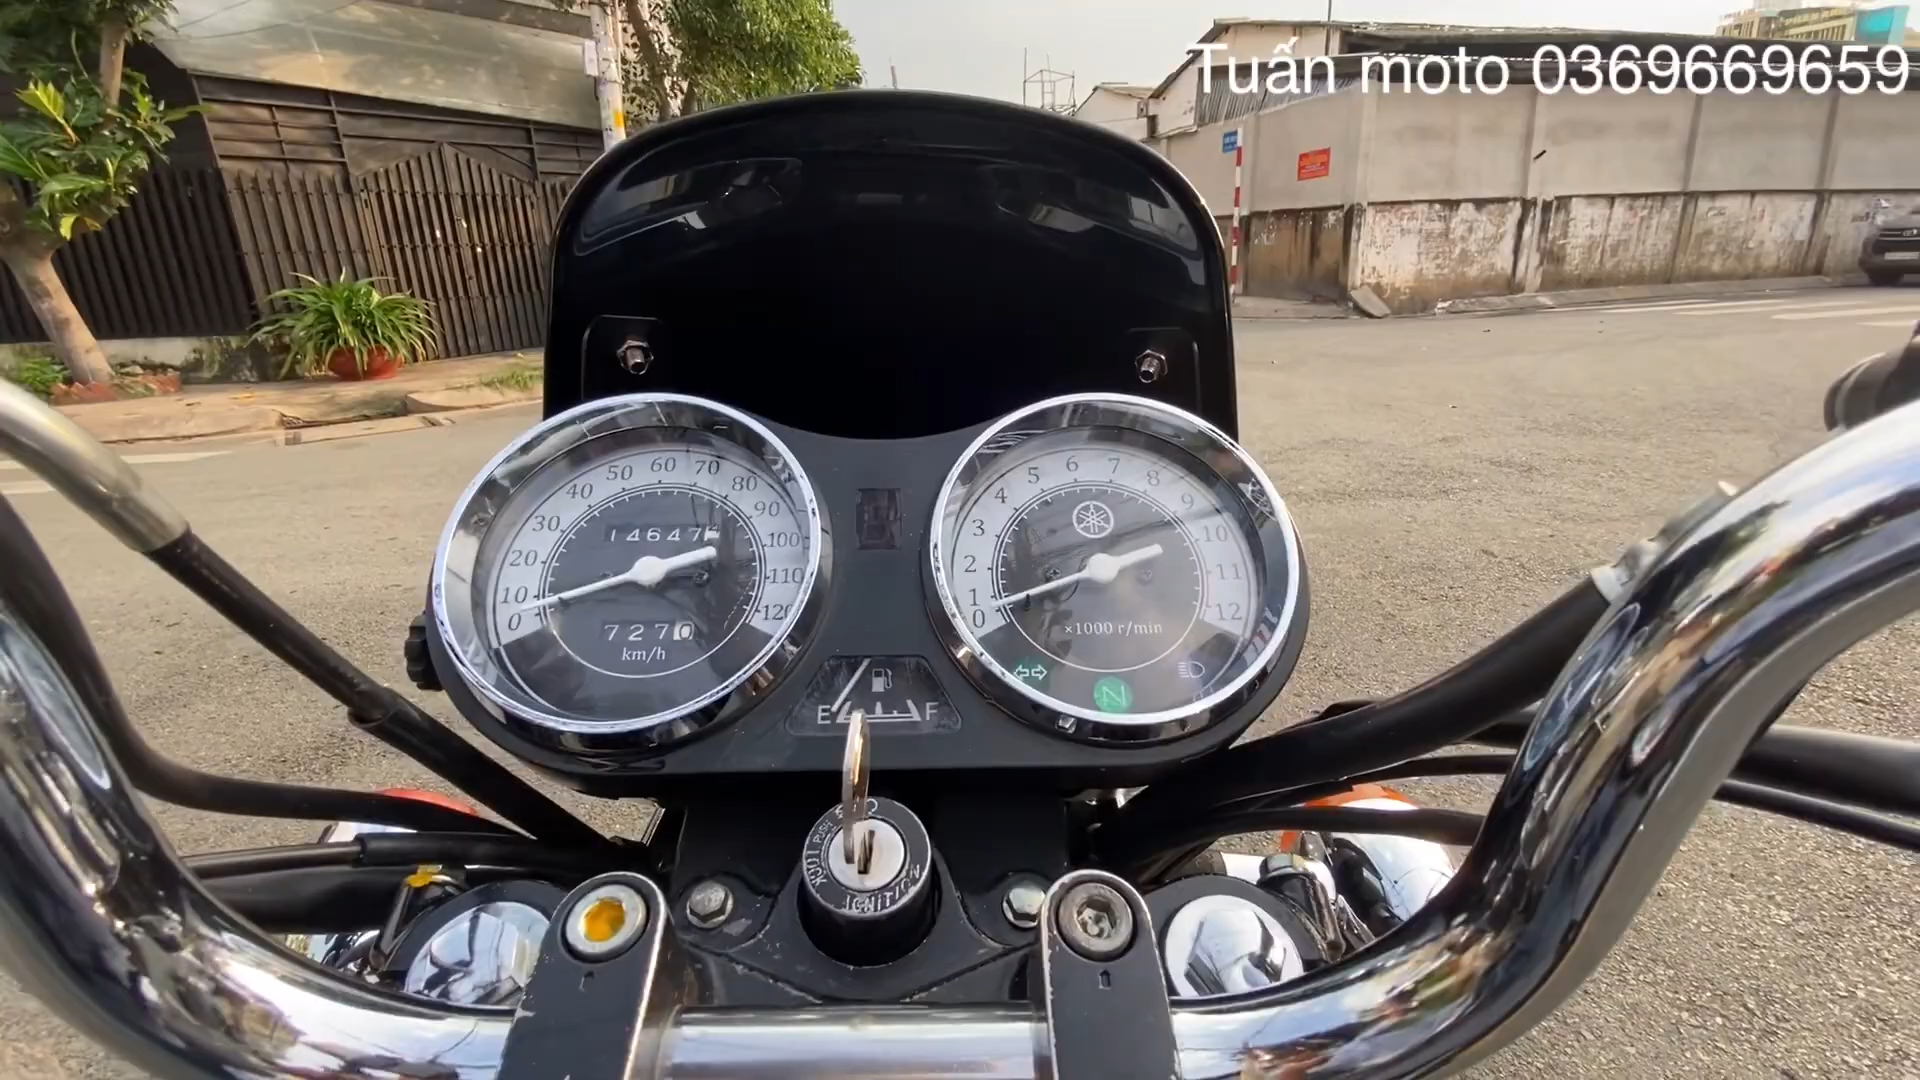 Tuấn moto 0369669659
0 10 20 30 40 50 60 70 80 90 100 110 120
14647
7270
km/h
0 1 2 3 4 5 6 7 8 9 10 11 12
×1000 r/min
N
E F
LOCK PUSH
IGNITION